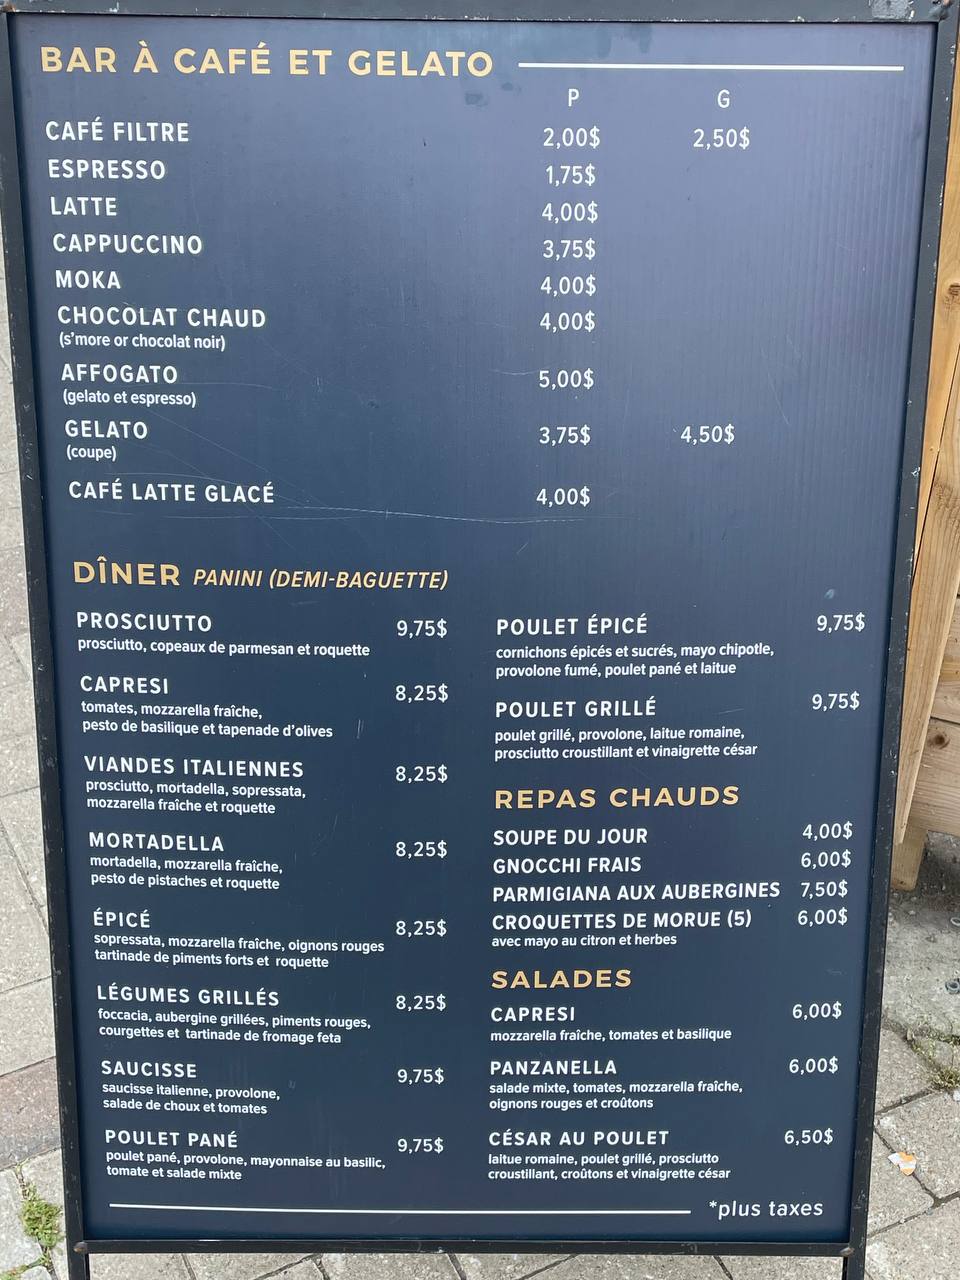 BAR À CAFÉ ET GELATO
P G
CAFÉ FILTRE 2,00$ 2,50$
ESPRESSO 1,75$
LATTE 4,00$
CAPPUCCINO 3,75$
MOKA 4,00$
CHOCOLAT CHAUD 4,00$
(s'more or chocolat noir)
AFFOGATO 5,00$
(gelato et espresso)
GELATO 3,75$ 4,50$
(coupe)
CAFÉ LATTE GLACÉ 4,00$
DÎNER PANINI (DEMI-BAGUETTE)
PROSCIUTTO 9,75$
prosciutto, copeaux de parmesan et roquette
CAPRESI 8,25$
tomates, mozzarella fraîche,
pesto de basilique et tapenade d'olives
VIANDES ITALIENNES 8,25$
prosciutto, mortadella, sopressata,
mozzarella fraîche et roquette
MORTADELLA 8,25$
mortadella, mozzarella fraîche,
pesto de pistaches et roquette
ÉPICÉ 8,25$
sopressata, mozzarella fraîche, oignons rouges
tartinade de piments forts et roquette
LÉGUMES GRILLÉS 8,25$
foccacia, aubergine grillées, piments rouges,
courgettes et tartinade de fromage feta
SAUCISSE 9,75$
saucisse italienne, provolone,
salade de choux et tomates
POULET PANÉ 9,75$
poulet pané, provolone, mayonnaise au basilic,
tomate et salade mixte
POULET ÉPICÉ 9,75$
cornichons épicés et sucrés, mayo chipotle,
provolone fumé, poulet pané et laitue
POULET GRILLÉ 9,75$
poulet grillé, provolone, laitue romaine,
prosciutto croustillant et vinaigrette césar
REPAS CHAUDS
SOUPE DU JOUR 4,00$
GNOCCHI FRAIS 6,00$
PARMIGIANA AUX AUBERGINES 7,50$
CROQUETTES DE MORUE (5) 6,00$
avec mayo au citron et herbes
SALADES
CAPRESI 6,00$
mozzarella fraîche, tomates et basilique
PANZANELLA 6,00$
salade mixte, tomates, mozzarella fraîche,
oignons rouges et croûtons
CÉSAR AU POULET 6,50$
laitue romaine, poulet grillé, prosciutto
croustillant, croûtons et vinaigrette césar
*plus taxes